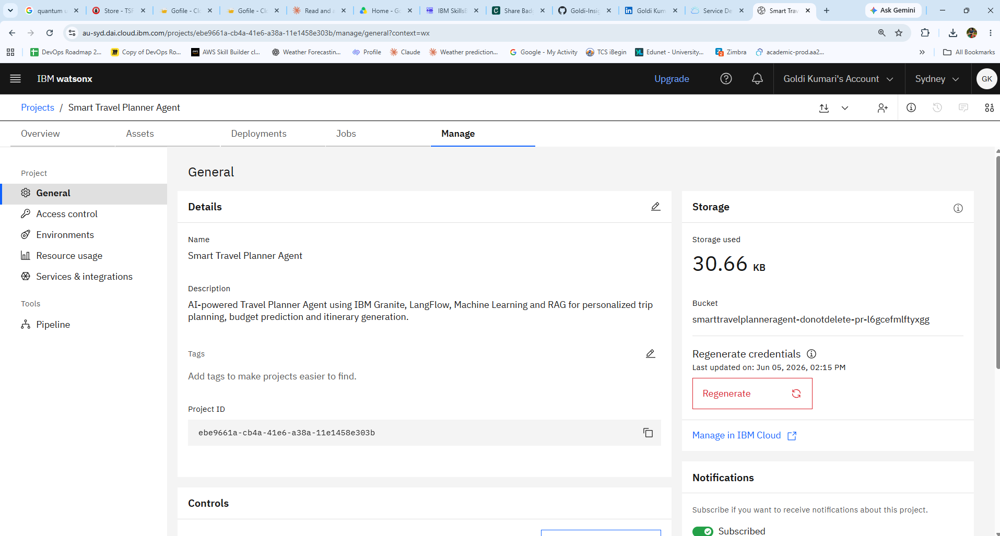 quantum u
Store - TSF
Gofile - Clo
Gofile - Clo
Read and a
Home - Go
IBM SkillsB
Share Bad
Goldi-Insig
Goldi Kum
Service De
Smart Trav
Ask Gemini
au-syd.dai.cloud.ibm.com/projects/ebe9661a-cb4a-41e6-a38a-11e1458e303b/manage/general?context=wx
DevOps Roadmap 2...
Copy of DevOps Ro...
AWS Skill Builder cl...
Weather Forecastin...
Profile
Claude
Weather prediction...
Google - My Activity
TCS iBegin
Edunet - University...
Zimbra
academic-prod.aa2...
All Bookmarks
IBM watsonx
Upgrade
Goldi Kumari's Account
Sydney
GK
Projects / Smart Travel Planner Agent
Overview
Assets
Deployments
Jobs
Manage
Project
General
Access control
Environments
Resource usage
Services & integrations
Tools
Pipeline
General
Details
Name
Smart Travel Planner Agent
Description
AI-powered Travel Planner Agent using IBM Granite, LangFlow, Machine Learning and RAG for personalized trip
planning, budget prediction and itinerary generation.
Tags
Add tags to make projects easier to find.
Project ID
ebe9661a-cb4a-41e6-a38a-11e1458e303b
Controls
Storage
Storage used
30.66 KB
Bucket
smarttravelplanneragent-donotdelete-pr-l6gcefmlftyxgg
Regenerate credentials
Last updated on: Jun 05, 2026, 02:15 PM
Regenerate
Manage in IBM Cloud
Notifications
Subscribe if you want to receive notifications about this project.
Subscribed